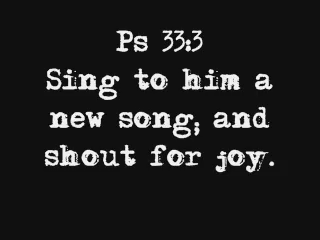 Ps 33:3
Sing to him a
new song; and
shout for joy.